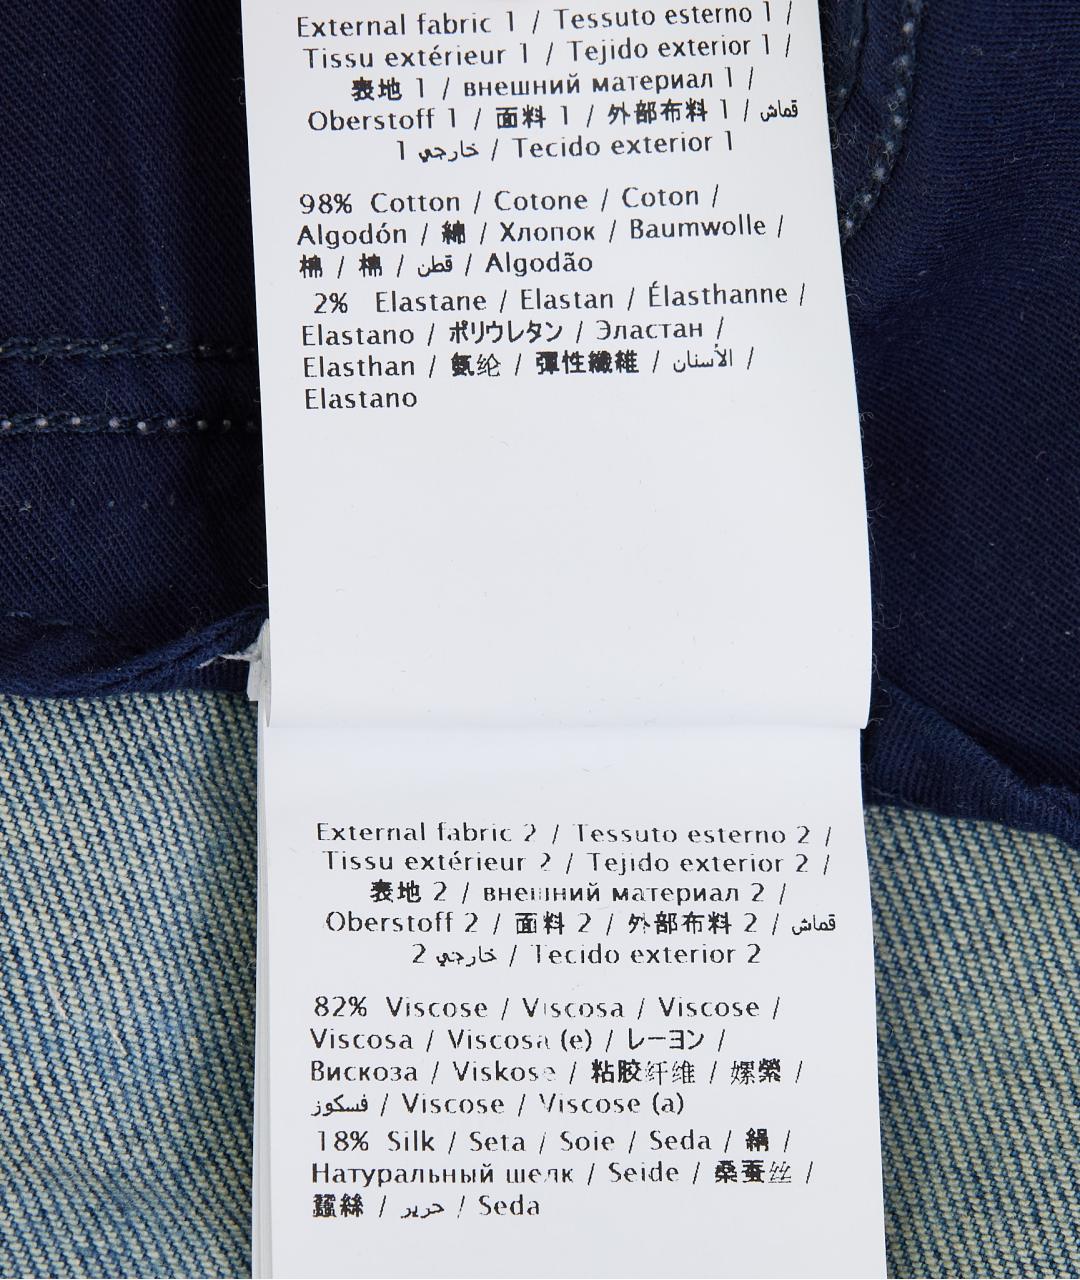 External fabric 1 / Tessuto esterno 1 /
Tissu extérieur 1 / Tejido exterior 1 /
表地 1 / внешний материал 1 /
Oberstoff 1 / 面料 1 / 外部布料 1 / قماش
خارجي 1 / Tecido exterior 1
98% Cotton / Cotone / Coton /
Algodón / 綿 / Хлопок / Baumwolle /
棉 / 棉 / قطن / Algodão
2% Elastane / Elastan / Élasthanne /
Elastano / ポリウレタン / Эластан /
Elasthan / 氨纶 / 彈性纖維 / الأسنان /
Elastano
External fabric 2 / Tessuto esterno 2 /
Tissu extérieur 2 / Tejido exterior 2 /
表地 2 / внешний материал 2 /
Oberstoff 2 / 面料 2 / 外部布料 2 / قماش
خارجي 2 / Tecido exterior 2
82% Viscose / Viscosa / Viscose /
Viscosa / Viscosa (e) / レーヨン /
Вискоза / Viskose / 粘胶纤维 / 嫘縈 /
فسكوز / Viscose / Viscose (a)
18% Silk / Seta / Soie / Seda / 絹 /
Натуральный шелк / Seide / 桑蚕丝 /
蠶絲 / حرير / Seda